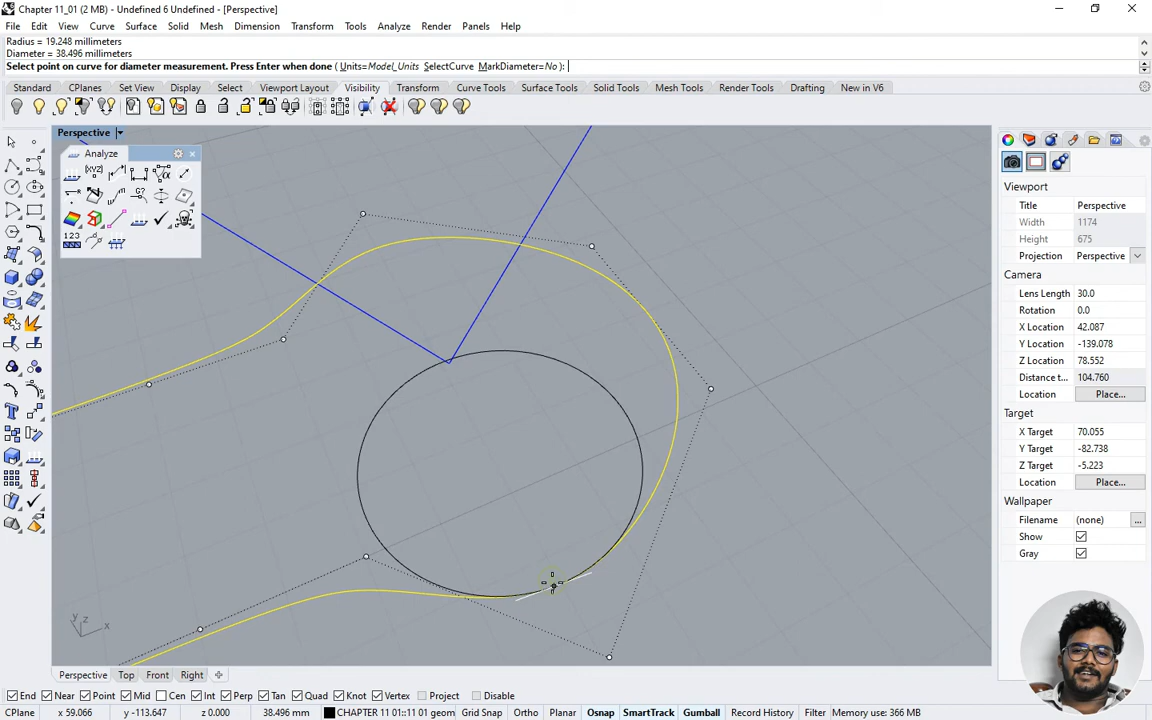 Chapter 11_01 (2 MB) - Undefined 6 Undefined - [Perspective]
File Edit View Curve Surface Solid Mesh Dimension Transform Tools Analyze Render Panels Help
Radius = 19.248 millimeters
Diameter = 38.496 millimeters
Select point on curve for diameter measurement. Press Enter when done ( Units=Model_Units SelectCurve MarkDiameter=No ):
Standard CPlanes Set View Display Select Viewport Layout Visibility Transform Curve Tools Surface Tools Solid Tools Mesh Tools Render Tools Drafting New in V6
Perspective
Analyze
(XYZ)
G?
123
Viewport
Title Perspective
Width 1174
Height 675
Projection Perspective
Camera
Lens Length 30.0
Rotation 0.0
X Location 42.087
Y Location -139.078
Z Location 78.552
Distance t... 104.760
Location Place...
Target
X Target 70.055
Y Target -82.738
Z Target -5.223
Location Place...
Wallpaper
Filename (none) ...
Show
Gray
z
y
x
Perspective Top Front Right
End Near Point Mid Cen Int Perp Tan Quad Knot Vertex Project Disable
CPlane x 59.066 y -113.647 z 0.000 38.496 mm CHAPTER 11 01::11 01 geom Grid Snap Ortho Planar Osnap SmartTrack Gumball Record History Filter Memory use: 366 MB